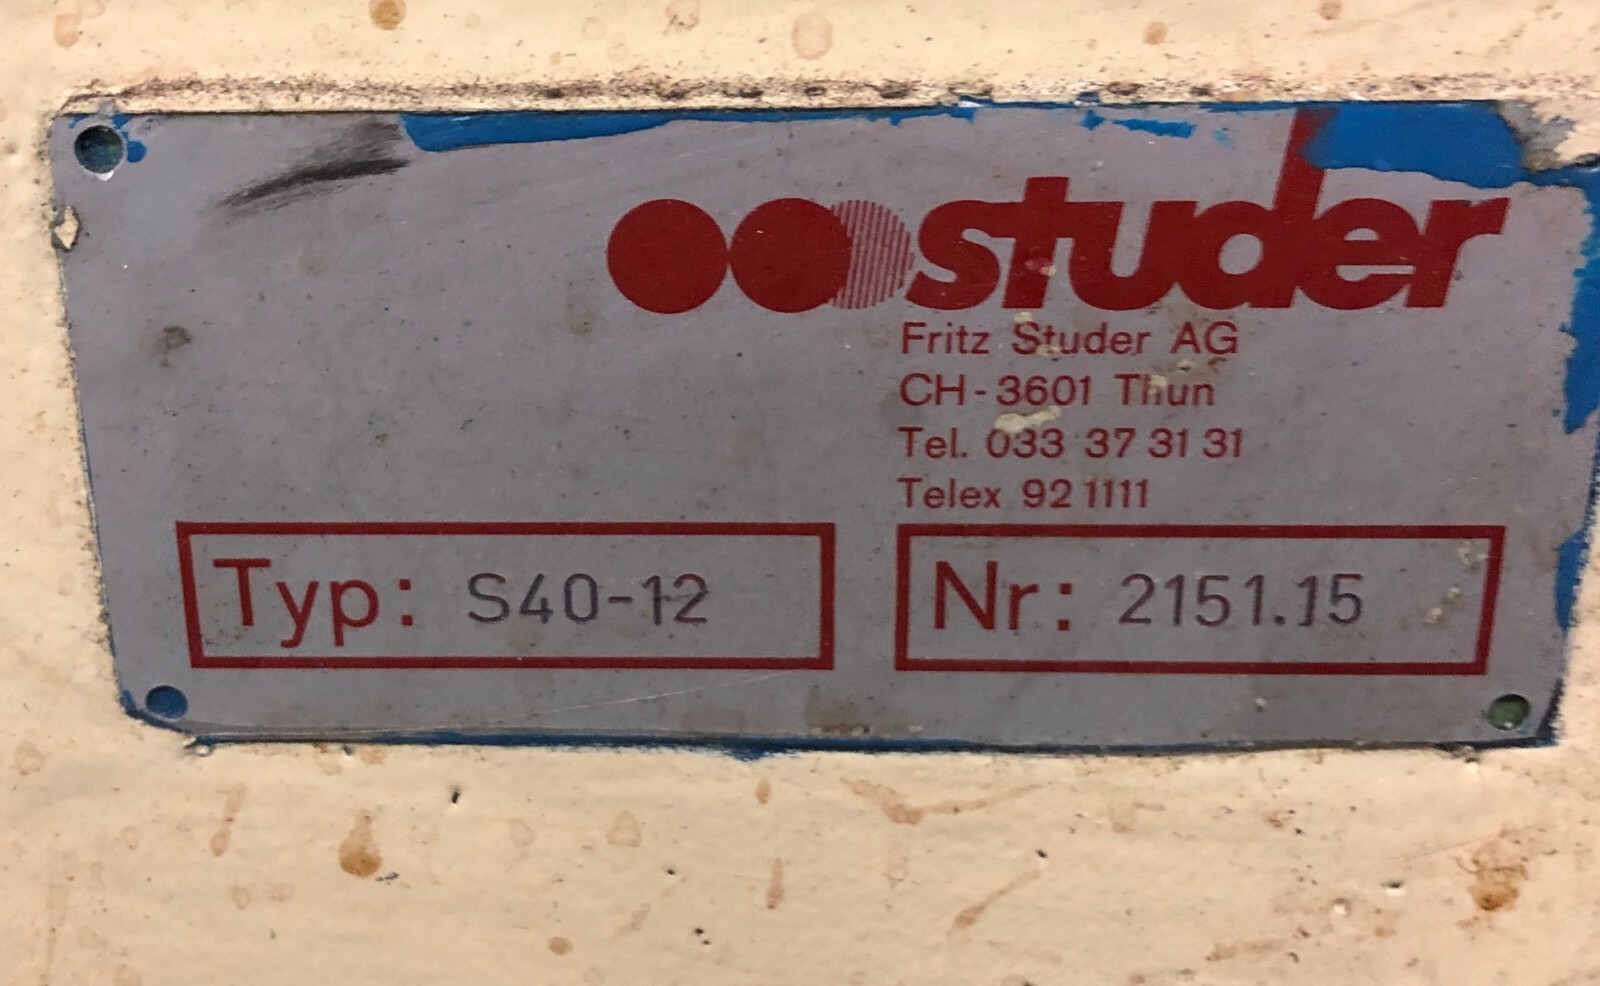 studer
Fritz Studer AG
CH-3601 Thun
Tel. 033 37 31 31
Telex 92 1111
Typ: S40-12
Nr: 2151.15